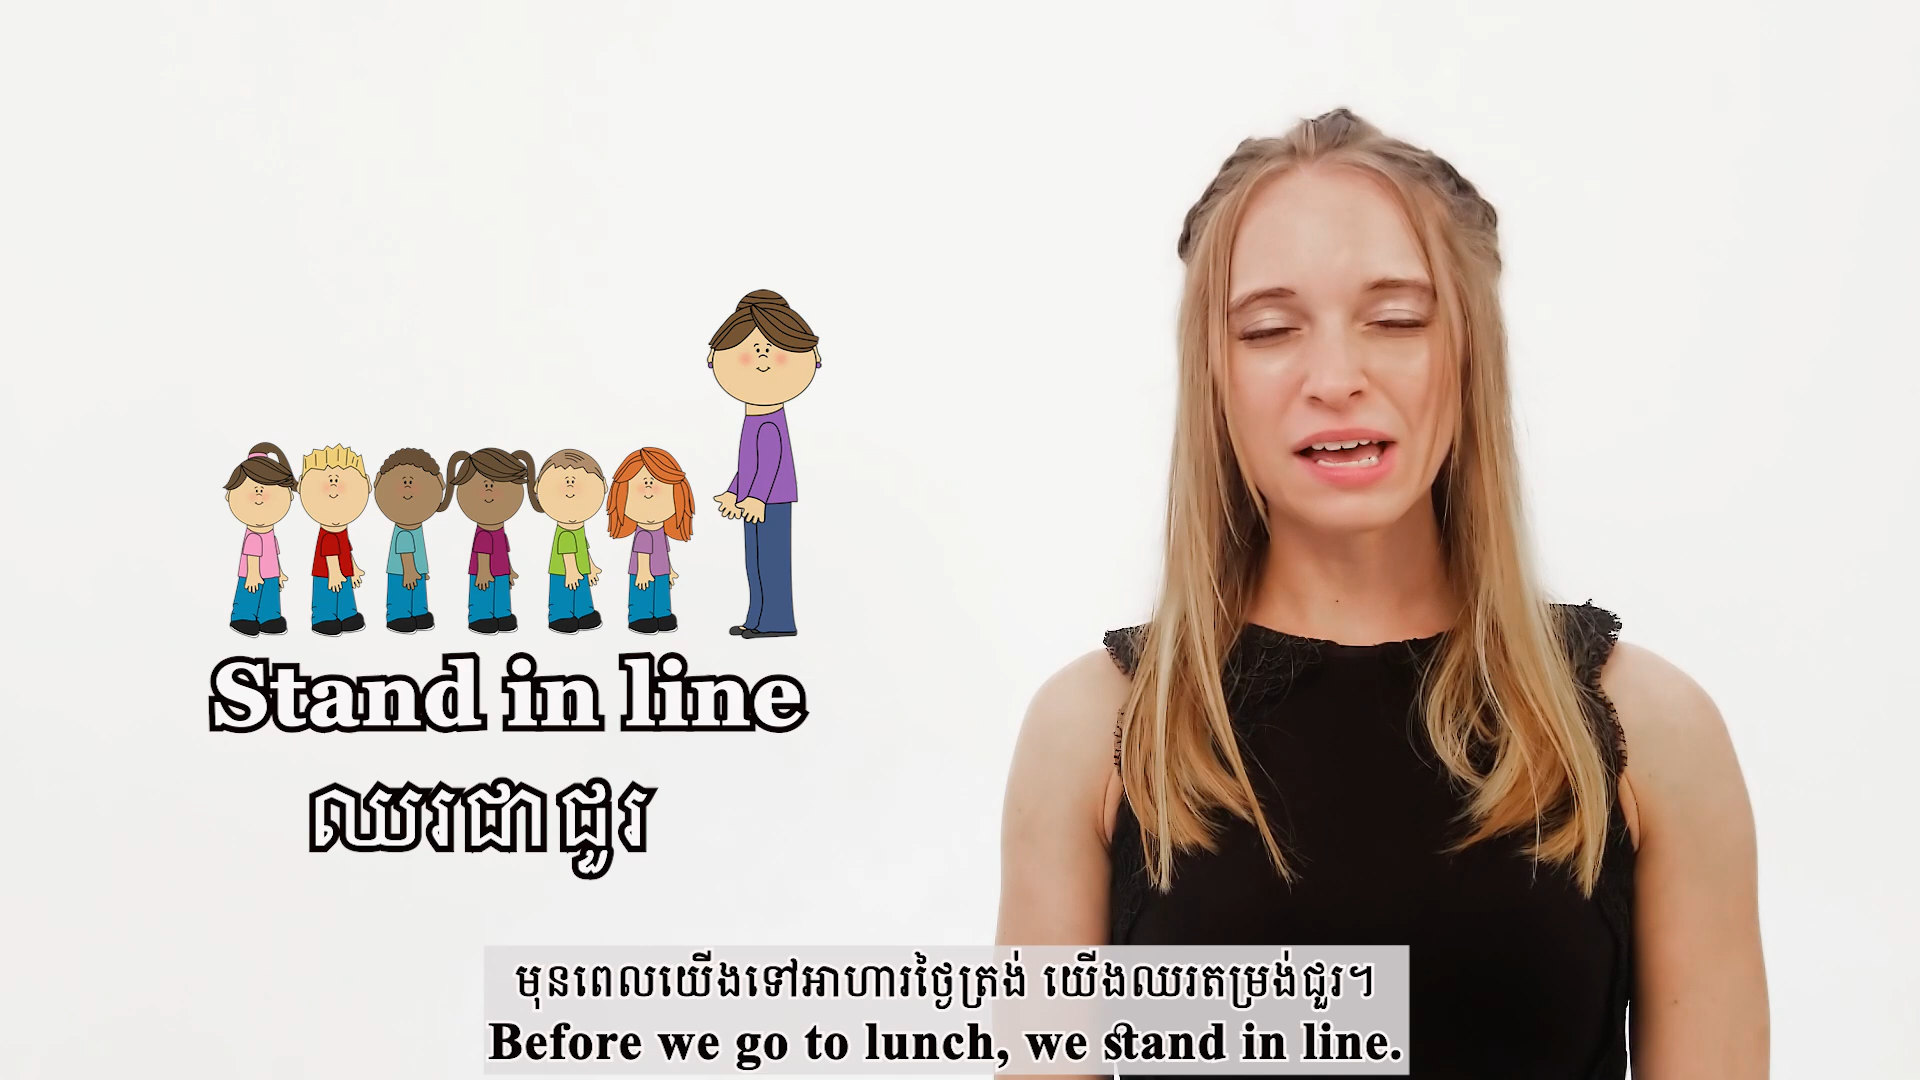 Stand in line
ឈរជាជួរ
មុនពេលយើងទៅអាហារថ្ងៃត្រង់ យើងឈរតម្រង់ជួរ។
Before we go to lunch, we stand in line.